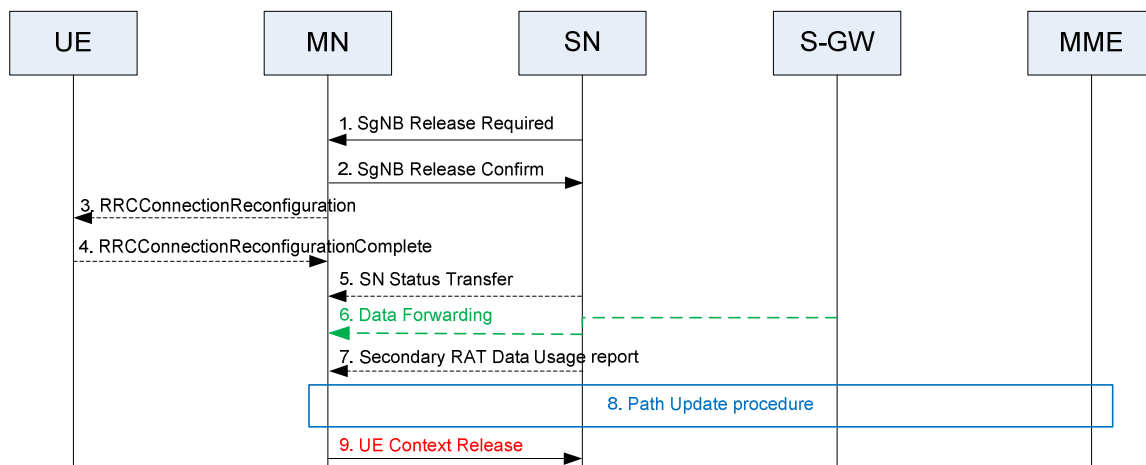 UE
MN
SN
S-GW
MME
1. SgNB Release Required
2. SgNB Release Confirm
3. RRCConnectionReconfiguration
4. RRCConnectionReconfigurationComplete
5. SN Status Transfer
6. Data Forwarding
7. Secondary RAT Data Usage report
8. Path Update procedure
9. UE Context Release